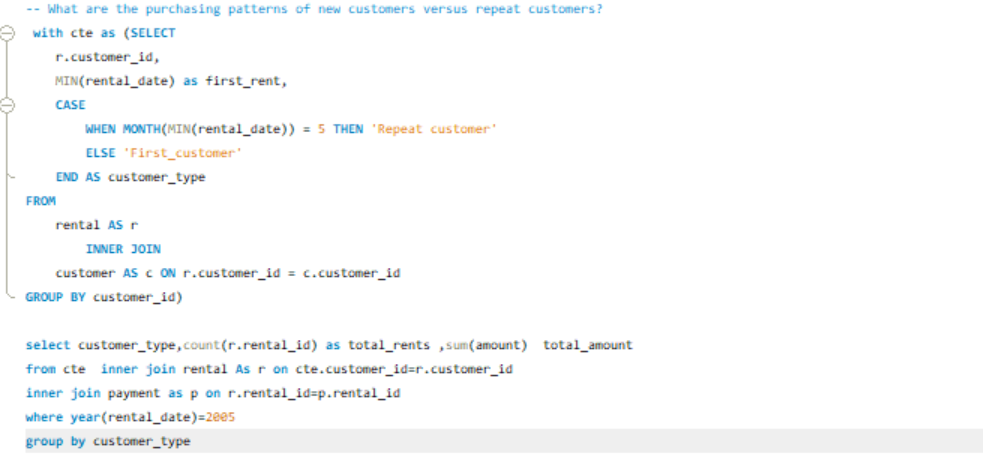 -- What are the purchasing patterns of new customers versus repeat customers?
with cte as (SELECT
r.customer_id,
MIN(rental_date) as first_rent,
CASE
WHEN MONTH(MIN(rental_date)) = 5 THEN 'Repeat customer'
ELSE 'First_customer'
END AS customer_type
FROM
rental AS r
INNER JOIN
customer AS c ON r.customer_id = c.customer_id
GROUP BY customer_id)
select customer_type,count(r.rental_id) as total_rents ,sum(amount)  total_amount
from cte  inner join rental As r on cte.customer_id=r.customer_id
inner join payment as p on r.rental_id=p.rental_id
where year(rental_date)=2005
group by customer_type